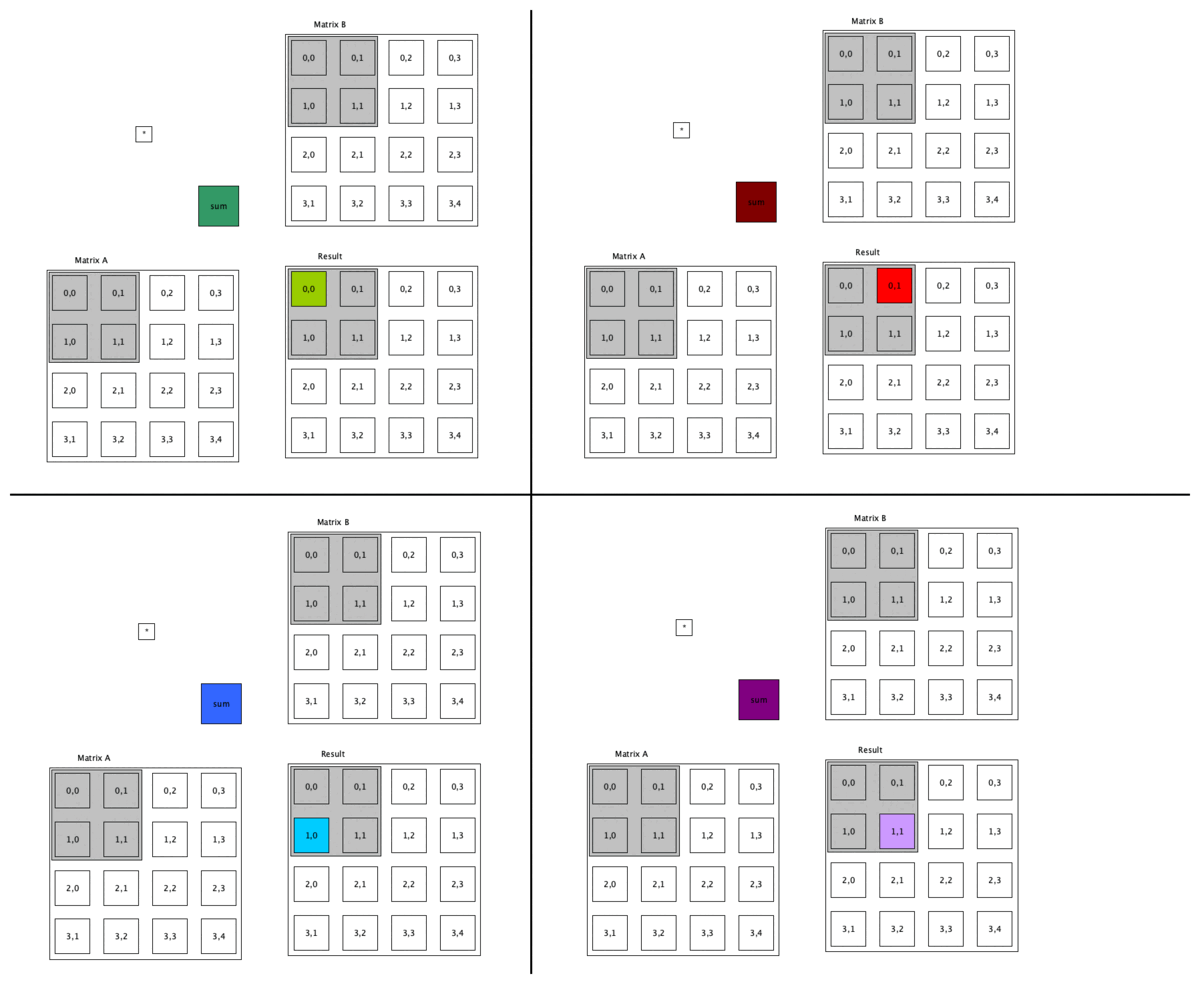 Matrix B
0,0 0,1 0,2 0,3
1,0 1,1 1,2 1,3
*
2,0 2,1 2,2 2,3
sum
3,1 3,2 3,3 3,4
Matrix A
Result
0,0 0,1 0,2 0,3
0,0 0,1 0,2 0,3
1,0 1,1 1,2 1,3
1,0 1,1 1,2 1,3
2,0 2,1 2,2 2,3
2,0 2,1 2,2 2,3
3,1 3,2 3,3 3,4
3,1 3,2 3,3 3,4
Matrix B
0,0 0,1 0,2 0,3
1,0 1,1 1,2 1,3
*
2,0 2,1 2,2 2,3
sum
3,1 3,2 3,3 3,4
Matrix A
Result
0,0 0,1 0,2 0,3
0,0 0,1 0,2 0,3
1,0 1,1 1,2 1,3
1,0 1,1 1,2 1,3
2,0 2,1 2,2 2,3
2,0 2,1 2,2 2,3
3,1 3,2 3,3 3,4
3,1 3,2 3,3 3,4
Matrix B
0,0 0,1 0,2 0,3
1,0 1,1 1,2 1,3
*
2,0 2,1 2,2 2,3
sum
3,1 3,2 3,3 3,4
Matrix A
Result
0,0 0,1 0,2 0,3
0,0 0,1 0,2 0,3
1,0 1,1 1,2 1,3
1,0 1,1 1,2 1,3
2,0 2,1 2,2 2,3
2,0 2,1 2,2 2,3
3,1 3,2 3,3 3,4
3,1 3,2 3,3 3,4
Matrix B
0,0 0,1 0,2 0,3
1,0 1,1 1,2 1,3
*
2,0 2,1 2,2 2,3
sum
3,1 3,2 3,3 3,4
Matrix A
Result
0,0 0,1 0,2 0,3
0,0 0,1 0,2 0,3
1,0 1,1 1,2 1,3
1,0 1,1 1,2 1,3
2,0 2,1 2,2 2,3
2,0 2,1 2,2 2,3
3,1 3,2 3,3 3,4
3,1 3,2 3,3 3,4